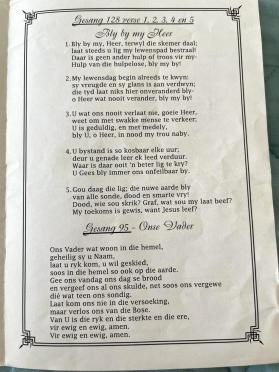 Gesang 128 verse 1, 2, 3, 4 en 5
Bly by my Heer
1. Bly by my, Heer, terwyl die skemer daal;
laat steeds u lig my lewenspad bestraal!
Daar is geen ander hulp of troos vir my-
Hulp van die hulpelose, bly my by!
2. My lewensdag begin alreeds te kwyn:
sy vreugde en sy glans is aan verdwyn;
die tyd laat niks hier onveranderd bly-
o Heer wat nooit verander, bly my by!
3. U wat ons nooit verlaat nie, goeie Heer,
weet om met swakke mense te verkeer;
U is geduldig, en met medely,
bly U, o Heer, in nood my trou naby.
4. U bystand is so kosbaar elke uur;
deur u genade leer ek leed verduur.
Waar is daar ooit 'n beter lig te kry?
U Gees bly immer ons onfeilbaar by.
5. Gou daag die lig; die nuwe aarde bly
van alle sonde, dood en smarte vry!
Dood, wie sou skrik? Graf, wat sou my laat beef?
My toekoms is gewis, want Jesus leef?
Gesang 95 - Onse Vader
Ons Vader wat woon in die hemel,
geheilig sy u Naam,
laat u ryk kom, u wil geskied,
soos in die hemel so ook op die aarde.
Gee ons vandag ons dag se brood
en vergeef ons al ons skulde, net soos ons vergewe
dié wat teen ons sondig.
Laat kom ons nie in die versoeking,
maar verlos ons van die Bose.
Van U is die ryk en die sterkte en die ere,
vir ewig en ewig, amen.
Vir ewig en ewig, amen.